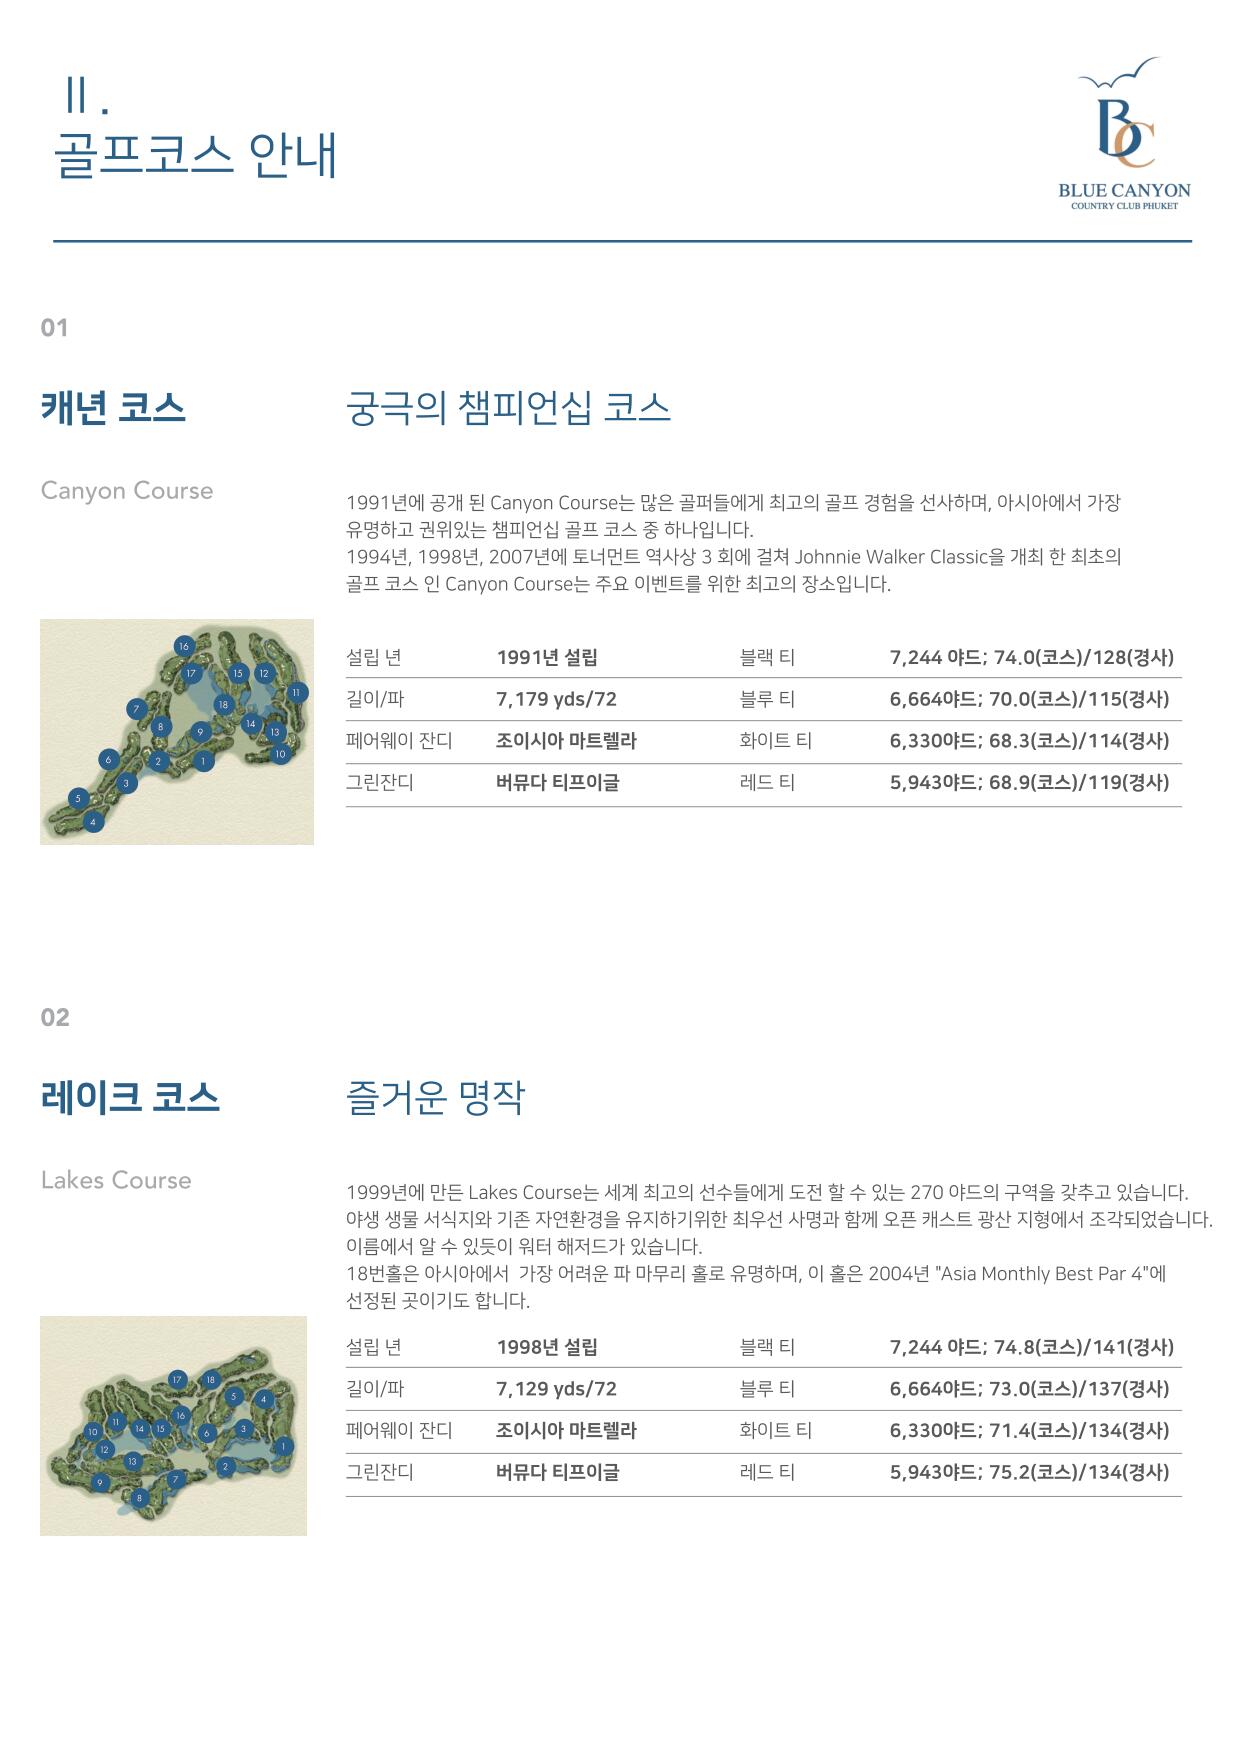 Ⅱ.
골프코스 안내
BC
BLUE CANYON
COUNTRY CLUB PHUKET
01
캐년 코스
궁극의 챔피언십 코스
Canyon Course
1991년에 공개 된 Canyon Course는 많은 골퍼들에게 최고의 골프 경험을 선사하며, 아시아에서 가장
유명하고 권위있는 챔피언십 골프 코스 중 하나입니다.
1994년, 1998년, 2007년에 토너먼트 역사상 3 회에 걸쳐 Johnnie Walker Classic을 개최 한 최초의
골프 코스 인 Canyon Course는 주요 이벤트를 위한 최고의 장소입니다.
16
17 15 12
11
18
7
14
8 9 13
10
6 2 1
3
5
4
설립 년 1991년 설립 블랙 티 7,244 야드; 74.0(코스)/128(경사)
길이/파 7,179 yds/72 블루 티 6,664야드; 70.0(코스)/115(경사)
페어웨이 잔디 조이시아 마트렐라 화이트 티 6,330야드; 68.3(코스)/114(경사)
그린잔디 버뮤다 티프이글 레드 티 5,943야드; 68.9(코스)/119(경사)
02
레이크 코스
즐거운 명작
Lakes Course
1999년에 만든 Lakes Course는 세계 최고의 선수들에게 도전 할 수 있는 270 야드의 구역을 갖추고 있습니다.
야생 생물 서식지와 기존 자연환경을 유지하기위한 최우선 사명과 함께 오픈 캐스트 광산 지형에서 조각되었습니다.
이름에서 알 수 있듯이 워터 해저드가 있습니다.
18번홀은 아시아에서 가장 어려운 파 마무리 홀로 유명하며, 이 홀은 2004년 "Asia Monthly Best Par 4"에
선정된 곳이기도 합니다.
17 18
5 4
16
11
10 14 15 6 3
12 1
13 2
9 7
8
설립 년 1998년 설립 블랙 티 7,244 야드; 74.8(코스)/141(경사)
길이/파 7,129 yds/72 블루 티 6,664야드; 73.0(코스)/137(경사)
페어웨이 잔디 조이시아 마트렐라 화이트 티 6,330야드; 71.4(코스)/134(경사)
그린잔디 버뮤다 티프이글 레드 티 5,943야드; 75.2(코스)/134(경사)